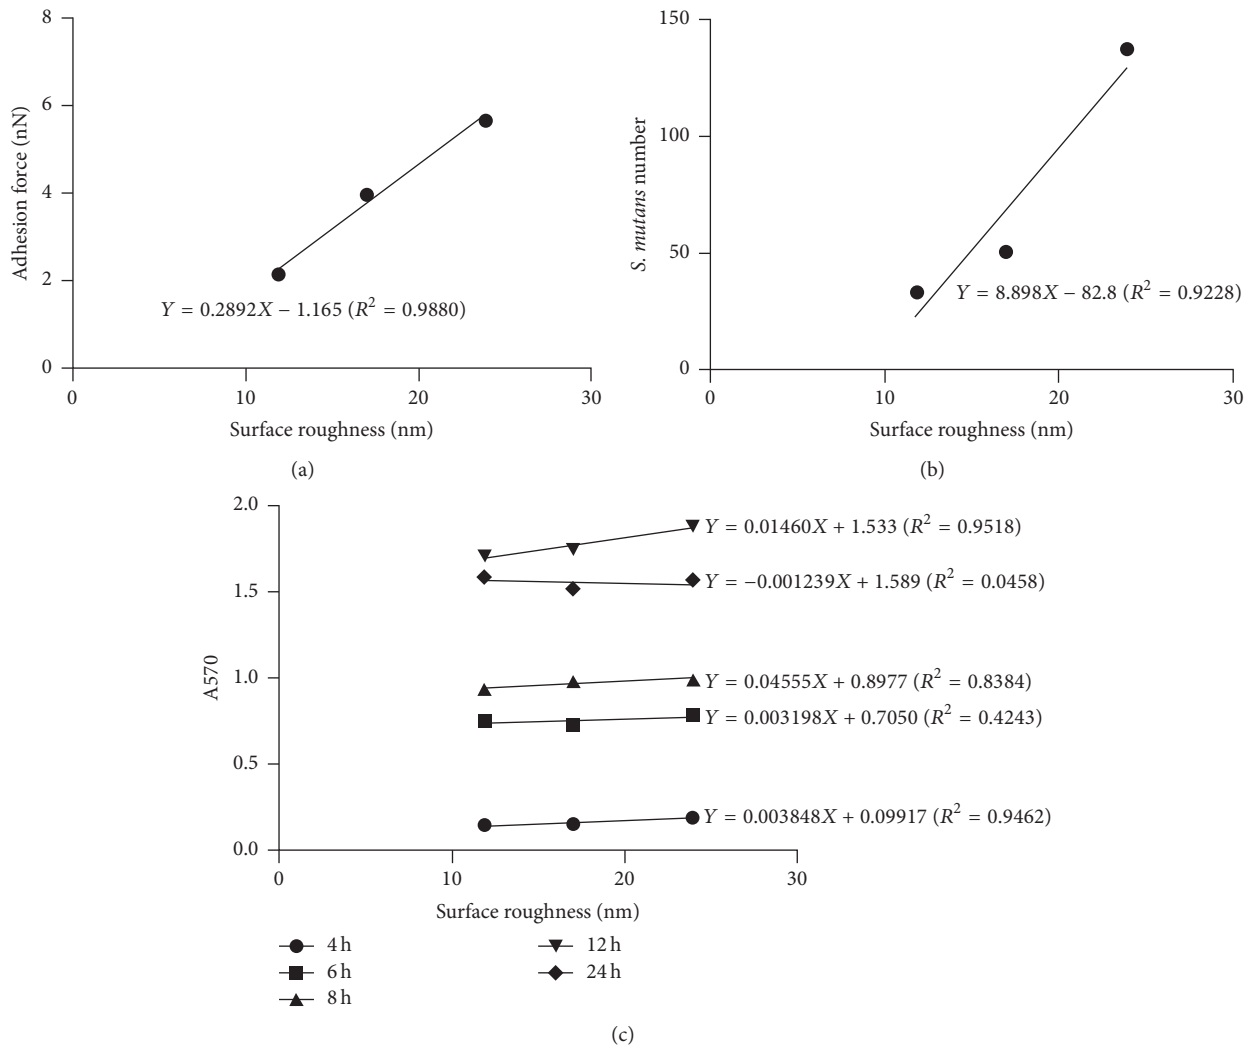 8
6
4
2
0
Adhesion force (nN)
Y = 0.2892X − 1.165 (R² = 0.9880)
0 10 20 30
Surface roughness (nm)
(a)
150
100
50
0
S. mutans number
Y = 8.898X − 82.8 (R² = 0.9228)
0 10 20 30
Surface roughness (nm)
(b)
2.0
1.5
1.0
0.5
0.0
A570
Y = 0.01460X + 1.533 (R² = 0.9518)
Y = −0.001239X + 1.589 (R² = 0.0458)
Y = 0.04555X + 0.8977 (R² = 0.8384)
Y = 0.003198X + 0.7050 (R² = 0.4243)
Y = 0.003848X + 0.09917 (R² = 0.9462)
0 10 20 30
Surface roughness (nm)
4 h
6 h
8 h
12 h
24 h
(c)